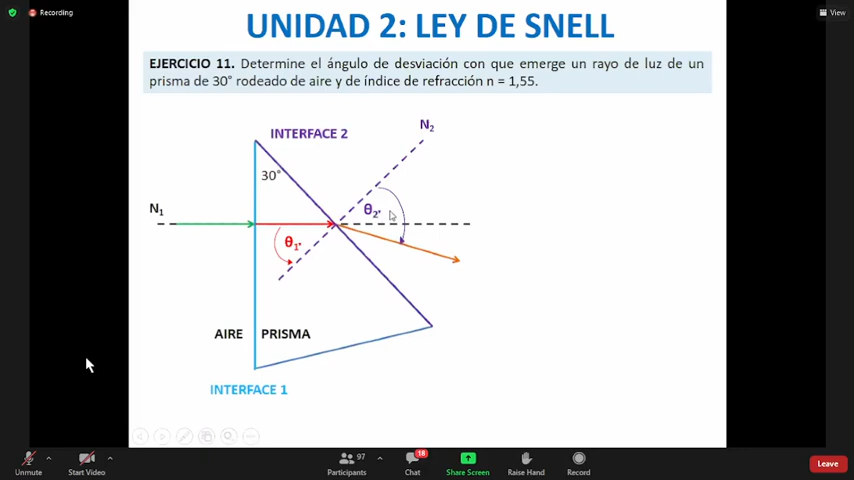 Recording
View
UNIDAD 2: LEY DE SNELL
EJERCICIO 11. Determine el ángulo de desviación con que emerge un rayo de luz de un
prisma de 30° rodeado de aire y de índice de refracción n = 1,55.
N2
INTERFACE 2
30°
N1
θ2'
θ1'
AIRE PRISMA
INTERFACE 1
97
18
Unmute
Start Video
Participants
Chat
Share Screen
Raise Hand
Record
Leave